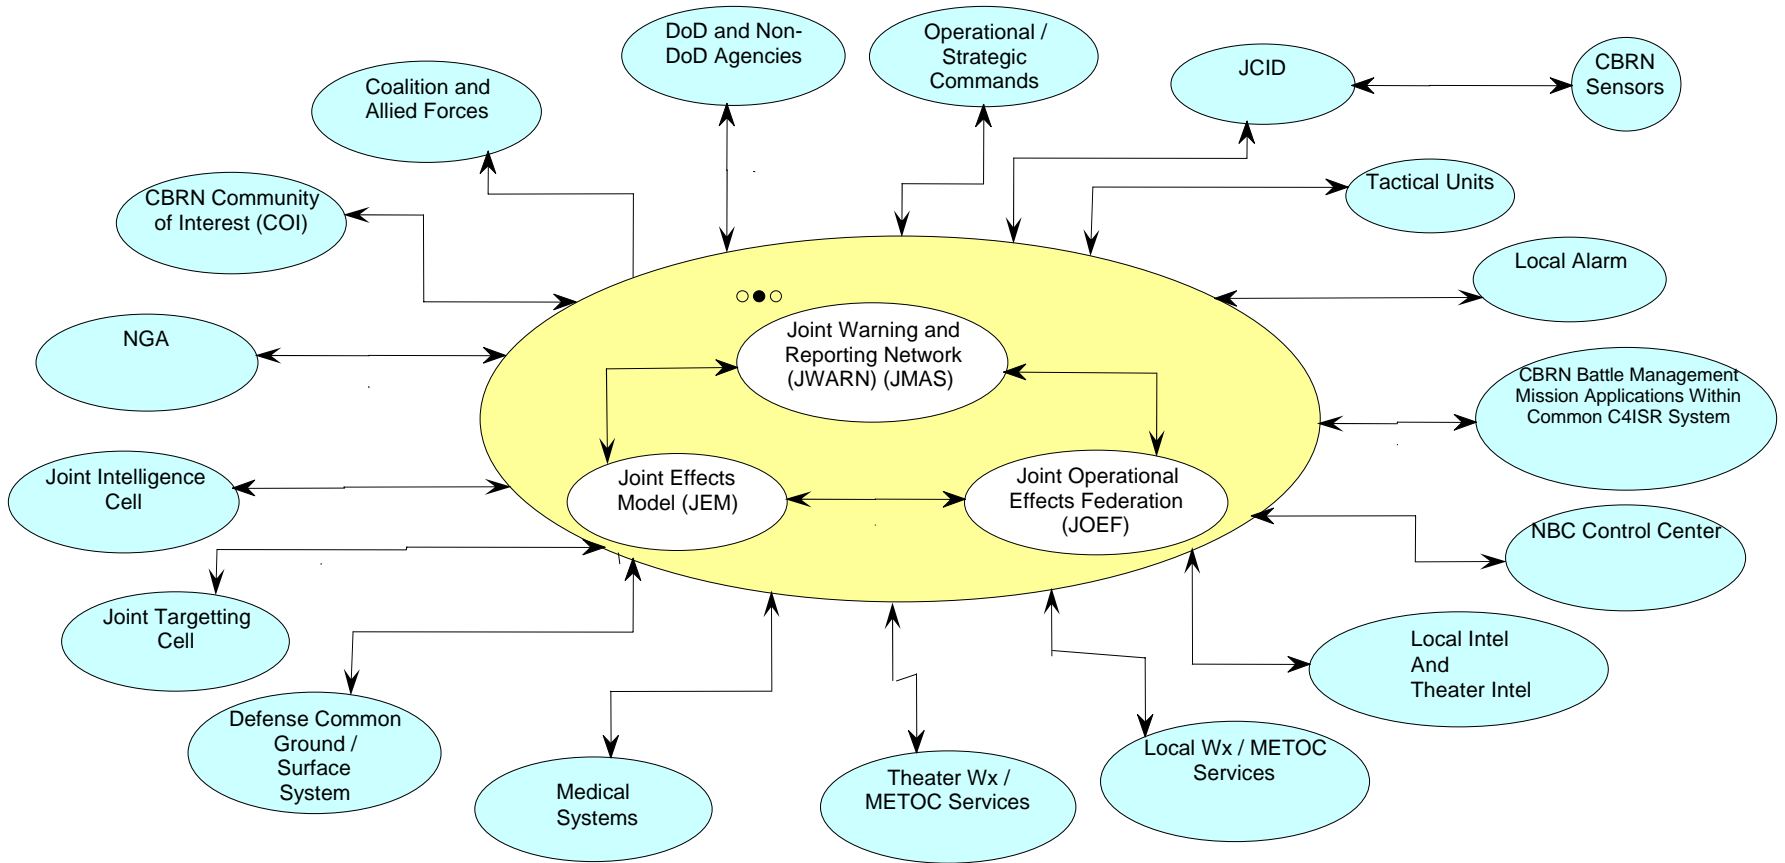 DoD and Non-
DoD Agencies
Operational /
Strategic
Commands
JCID
CBRN
Sensors
Coalition and
Allied Forces
Tactical Units
CBRN Community
of Interest (COI)
Local Alarm
NGA
Joint Warning and
Reporting Network
(JWARN) (JMAS)
CBRN Battle Management
Mission Applications Within
Common C4ISR System
Joint Intelligence
Cell
Joint Effects
Model (JEM)
Joint Operational
Effects Federation
(JOEF)
NBC Control Center
Joint Targetting
Cell
Local Intel
And
Theater Intel
Defense Common
Ground /
Surface
System
Medical
Systems
Theater Wx /
METOC Services
Local Wx / METOC
Services